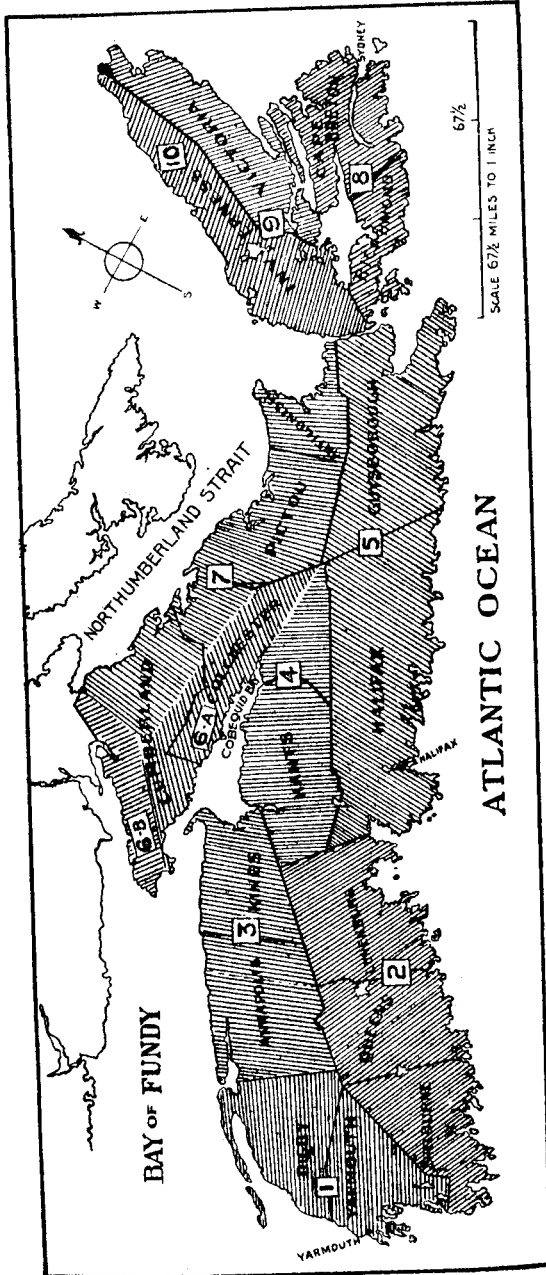 BAY OF FUNDY
NORTHUMBERLAND STRAIT
ATLANTIC OCEAN
COBEQUID BAY
YARMOUTH
HALIFAX
SYDNEY
W
E
S
1
DIGBY
YARMOUTH
SHELBURNE
2
QUEENS
LUNENBURG
3
ANNAPOLIS
KINGS
4
HANTS
5
HALIFAX
GUYSBOROUGH
6-A
COLCHESTER
6-B
CUMBERLAND
7
PICTOU
ANTIGONISH
8
RICHMOND
CAPE BRETON
9
VICTORIA
10
INVERNESS
67½
SCALE 67½ MILES TO 1 INCH